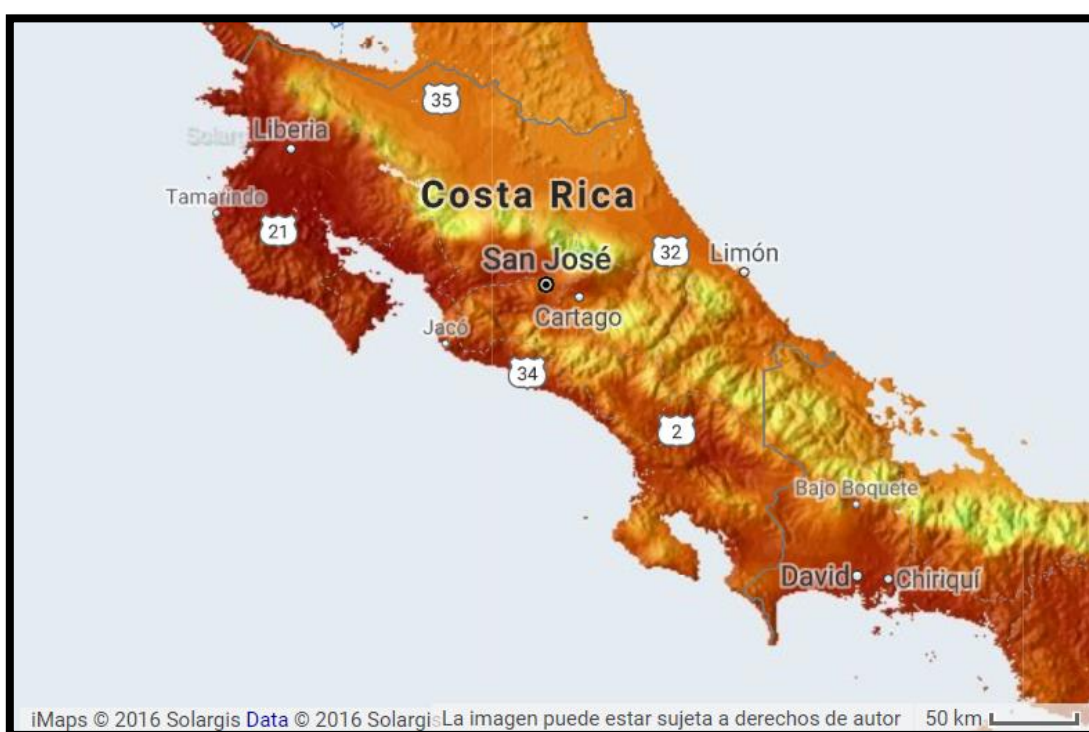 35
Solargis
Liberia
Costa Rica
Tamarindo
21
32
Limón
San José
Cartago
Jacó
34
2
Bajo Boquete
David
Chiriquí
iMaps © 2016 Solargis Data © 2016 Solargis
La imagen puede estar sujeta a derechos de autor
50 km